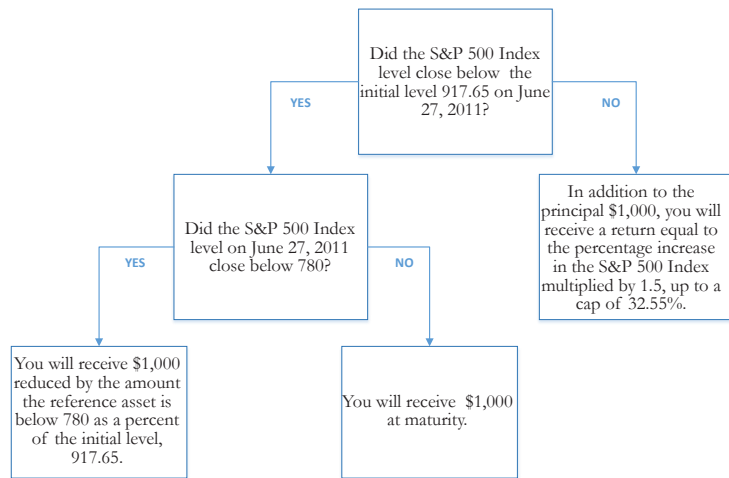 Did the S&P 500 Index
level close below the
initial level 917.65 on June
27, 2011?
YES
NO
Did the S&P 500 Index
level on June 27, 2011
close below 780?
In addition to the
principal $1,000, you will
receive a return equal to
the percentage increase
in the S&P 500 Index
multiplied by 1.5, up to a
cap of 32.55%.
YES
NO
You will receive $1,000
reduced by the amount
the reference asset is
below 780 as a percent
of the initial level,
917.65.
You will receive $1,000
at maturity.